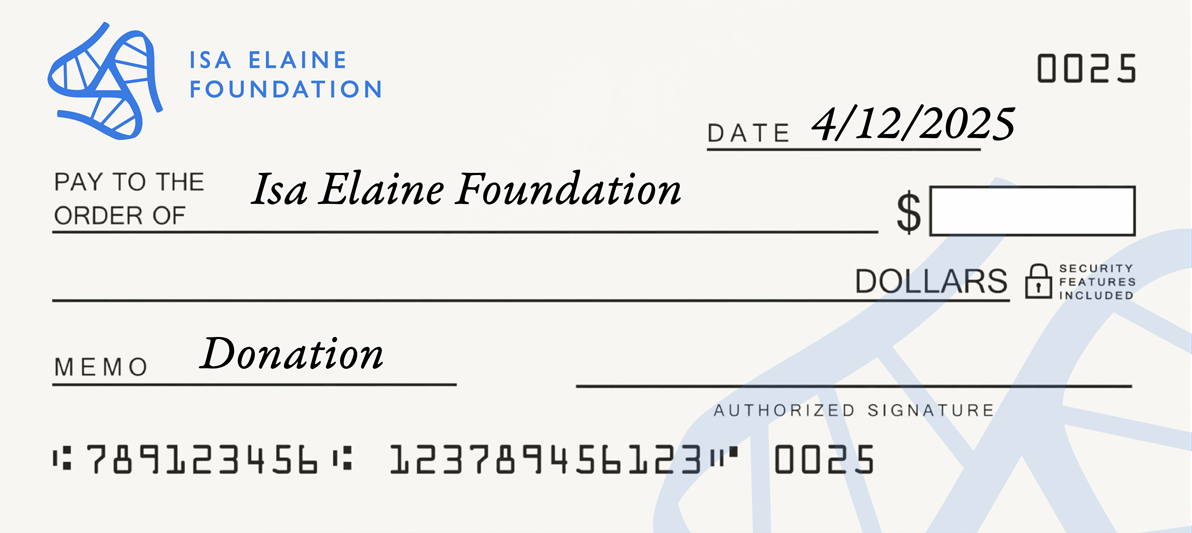 ISA ELAINE
FOUNDATION
0025
DATE 4/12/2025
PAY TO THE
ORDER OF
Isa Elaine Foundation
$
DOLLARS
SECURITY
FEATURES
INCLUDED
MEMO Donation
AUTHORIZED SIGNATURE
⑆789123456⑆ 123789456123⑈ 0025